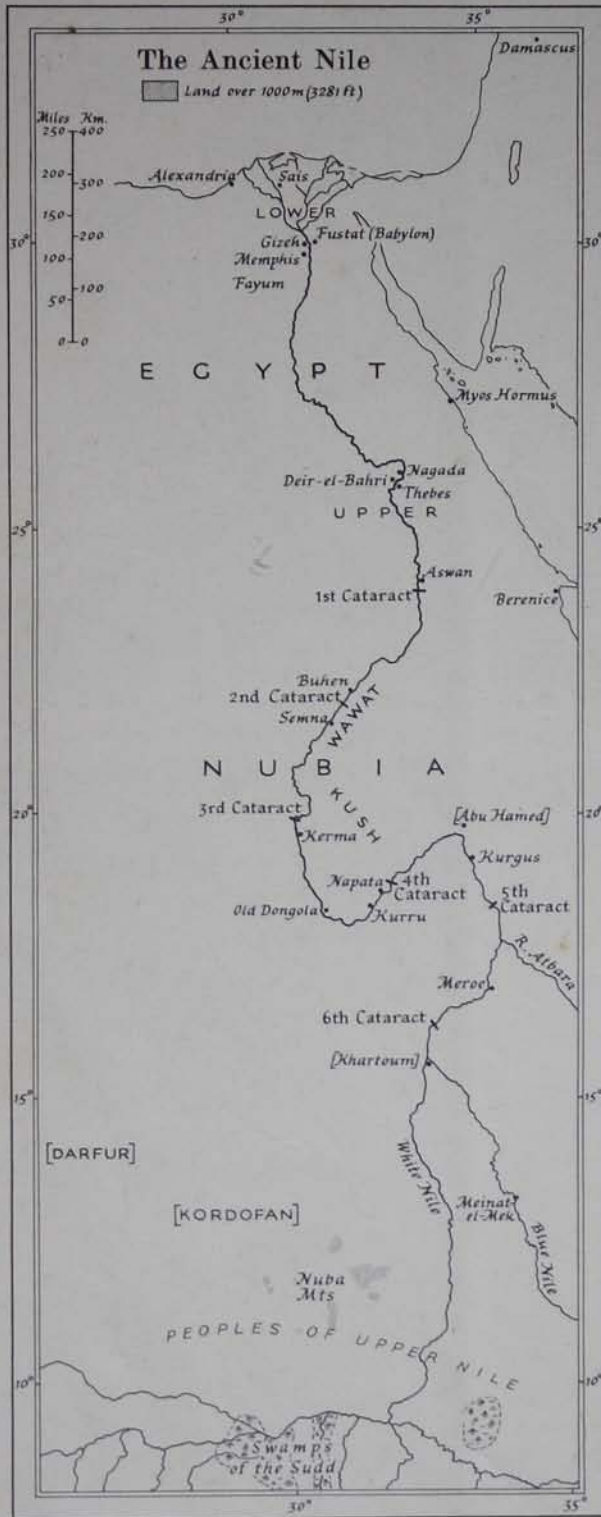 30°
35°
The Ancient Nile
Land over 1000m (3281 ft)
Damascus
Miles Km.
250 400
200 300
150
200
100
50 100
0 0
Alexandria
Sais
LOWER
30°
30°
Gizeh
Fustat (Babylon)
Memphis
Fayum
EGYPT
Myos Hormus
Nagada
Deir-el-Bahri
Thebes
UPPER
25°
25°
Aswan
1st Cataract
Berenice
Buhen
2nd Cataract
Semna
WAWAT
NUBIA
KUSH
20°
20°
3rd Cataract
[Abu Hamed]
Kerma
Kurgus
Napata
4th
Cataract
5th
Cataract
Old Dongola
Kurru
R. Atbara
Meroe
6th Cataract
[Khartoum]
15°
15°
[DARFUR]
White Nile
[KORDOFAN]
Meinat-
el-Mek
Blue Nile
Nuba
Mts
PEOPLES OF UPPER NILE
10°
10°
Swamps
of the Sudd
30°
35°